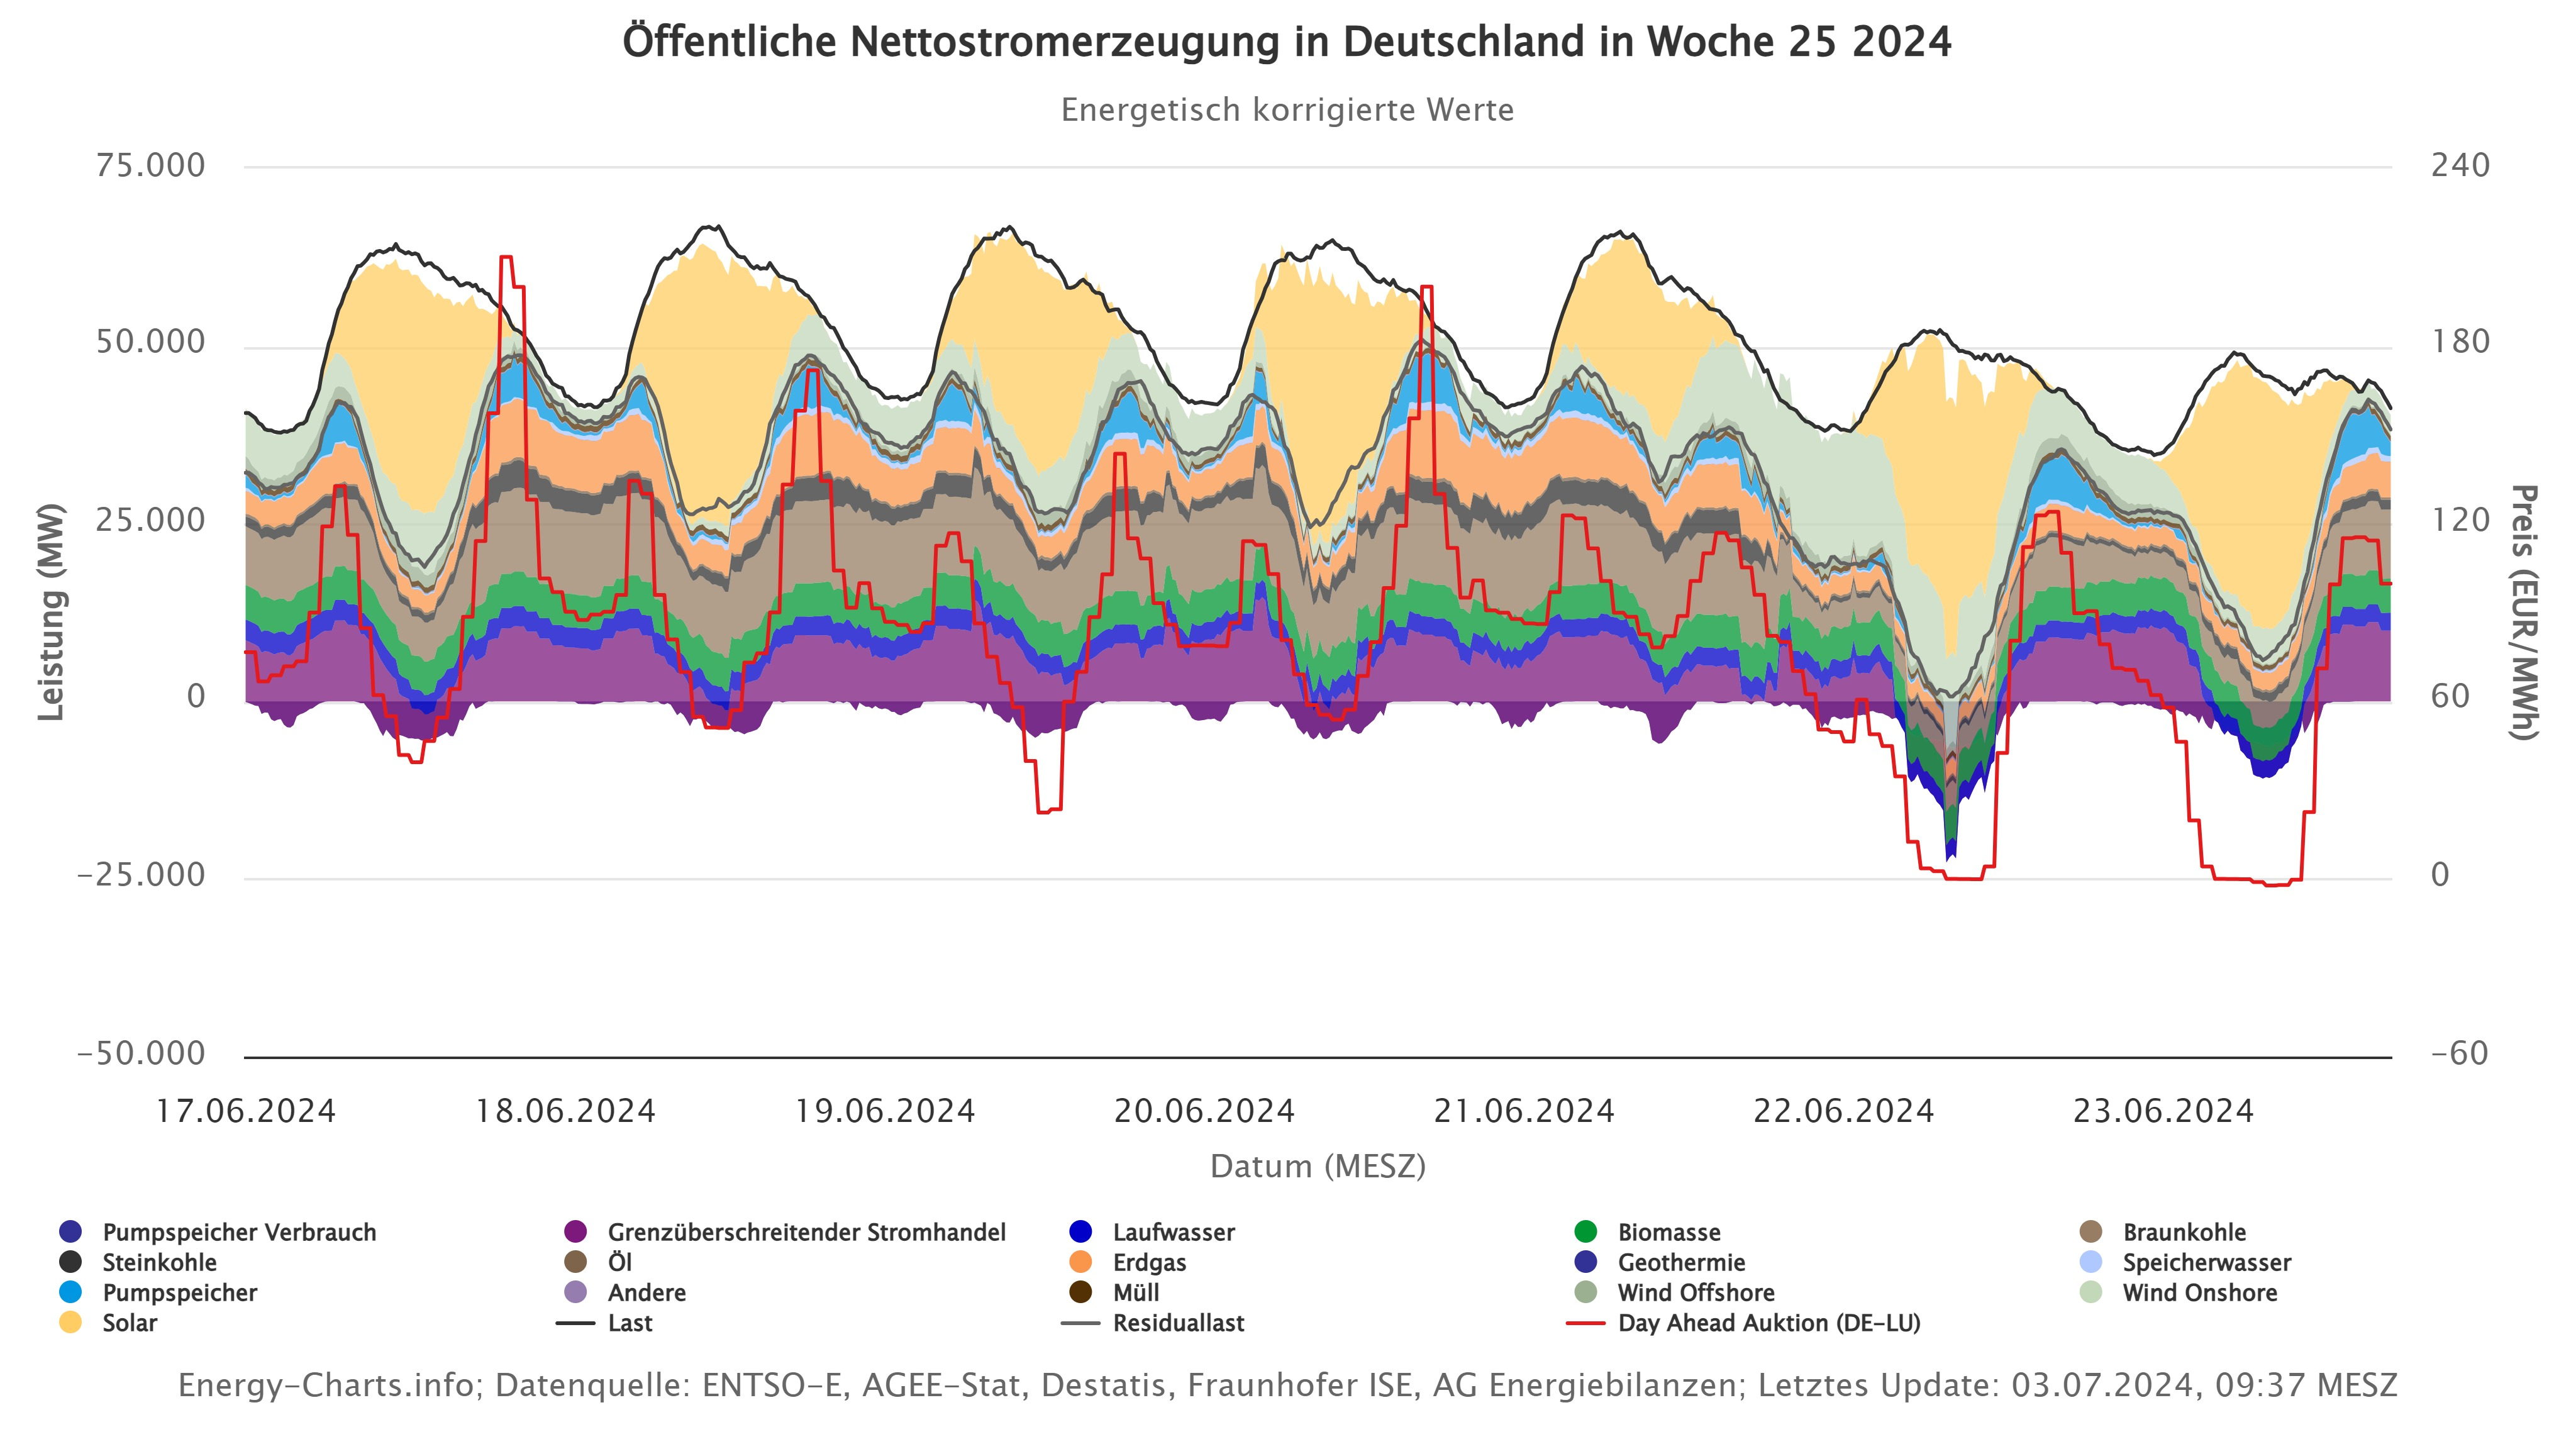 Öffentliche Nettostromerzeugung in Deutschland in Woche 25 2024
Energetisch korrigierte Werte
75.000
50.000
25.000
0
−25.000
−50.000
Leistung (MW)
240
180
120
60
0
−60
Preis (EUR/MWh)
17.06.2024 18.06.2024 19.06.2024 20.06.2024 21.06.2024 22.06.2024 23.06.2024
Datum (MESZ)
Pumpspeicher Verbrauch Grenzüberschreitender Stromhandel Laufwasser Biomasse Braunkohle
Steinkohle Öl Erdgas Geothermie Speicherwasser
Pumpspeicher Andere Müll Wind Offshore Wind Onshore
Solar Last Residuallast Day Ahead Auktion (DE−LU)
Energy−Charts.info; Datenquelle: ENTSO−E, AGEE−Stat, Destatis, Fraunhofer ISE, AG Energiebilanzen; Letztes Update: 03.07.2024, 09:37 MESZ